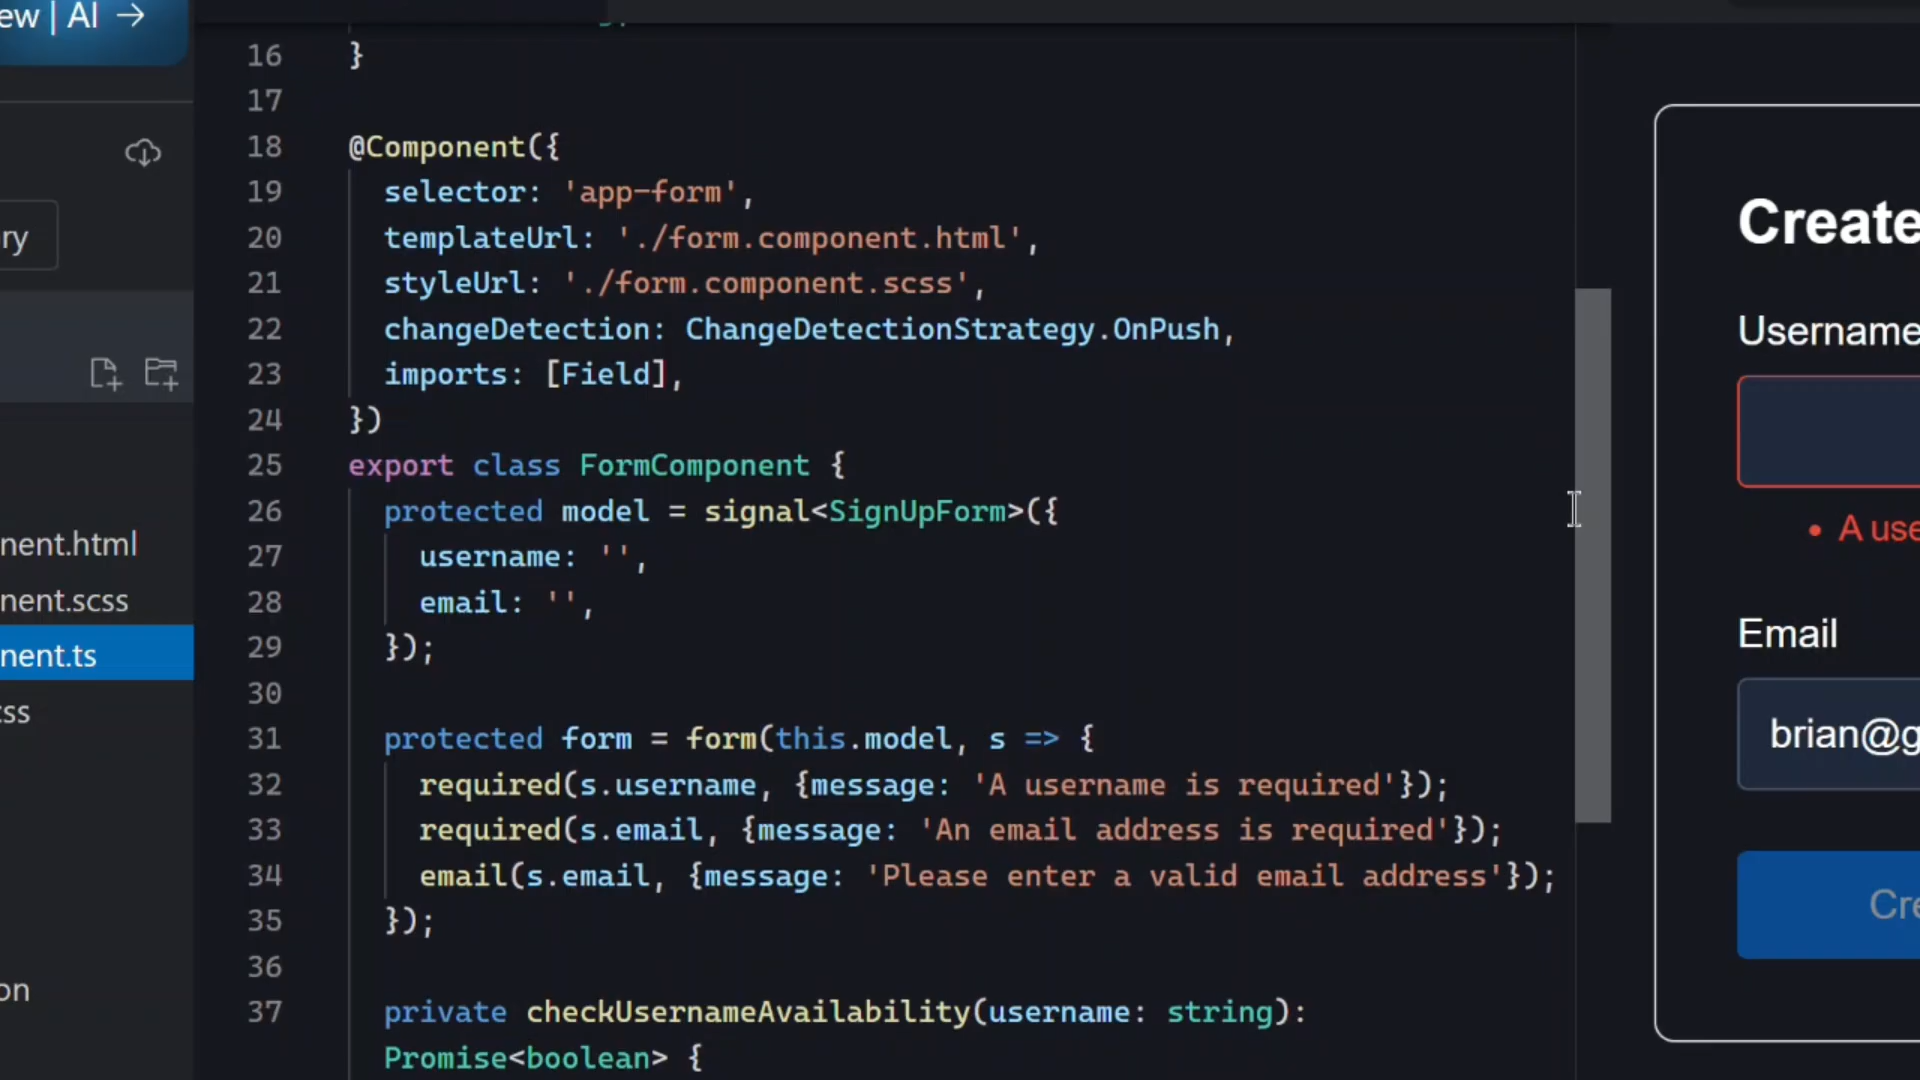 ew | AI →
ry
nent.html
nent.scss
nent.ts
ss
on
16 }
17
18 @Component({
19 selector: 'app-form',
20 templateUrl: './form.component.html',
21 styleUrl: './form.component.scss',
22 changeDetection: ChangeDetectionStrategy.OnPush,
23 imports: [Field],
24 })
25 export class FormComponent {
26 protected model = signal<SignUpForm>({
27 username: '',
28 email: '',
29 });
30
31 protected form = form(this.model, s => {
32 required(s.username, {message: 'A username is required'});
33 required(s.email, {message: 'An email address is required'});
34 email(s.email, {message: 'Please enter a valid email address'});
35 });
36
37 private checkUsernameAvailability(username: string):
Promise<boolean> {
Create
Username
• A use
Email
brian@g
Cre